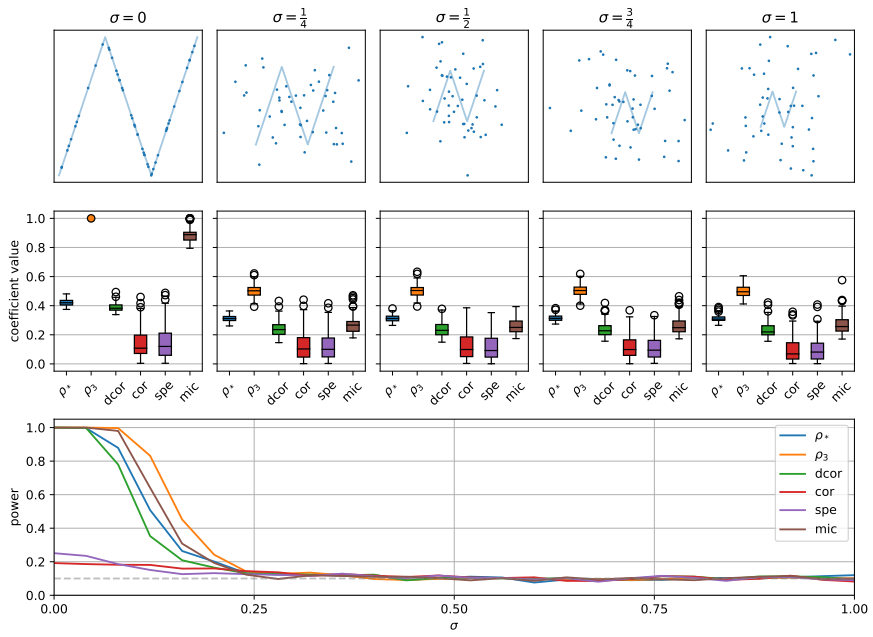 σ = 0 σ = 1/4 σ = 1/2 σ = 3/4 σ = 1
coefficient value
1.0
0.8
0.6
0.4
0.2
0.0
ρ* ρ3 dcor cor spe mic ρ* ρ3 dcor cor spe mic ρ* ρ3 dcor cor spe mic ρ* ρ3 dcor cor spe mic ρ* ρ3 dcor cor spe mic
power
1.0
0.8
0.6
0.4
0.2
0.0
ρ*
ρ3
dcor
cor
spe
mic
0.00 0.25 0.50 0.75 1.00
σ